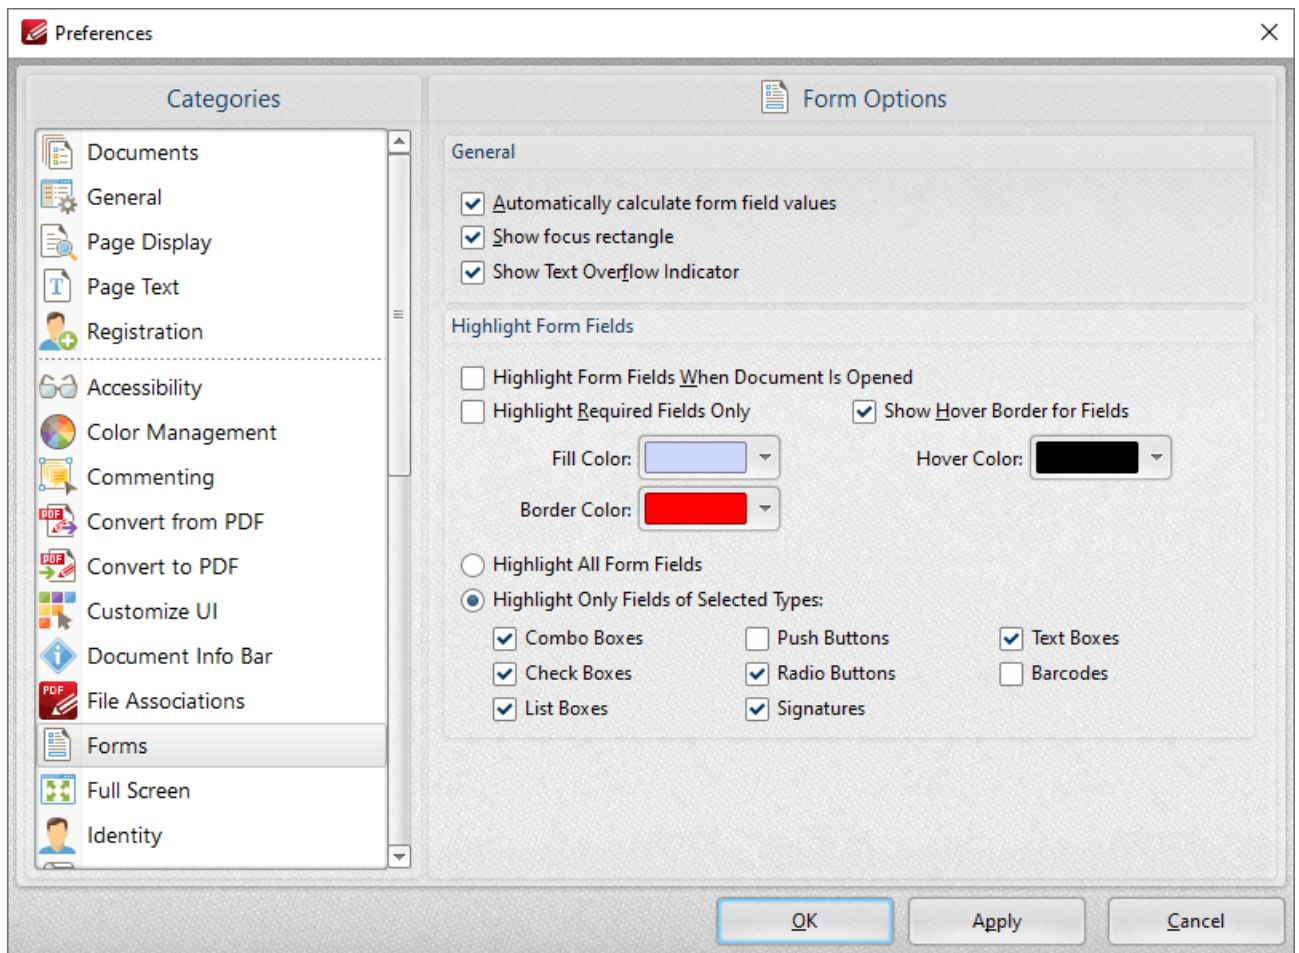 Preferences
Categories
Documents
General
Page Display
T
Page Text
Registration
Accessibility
Color Management
Commenting
PDF
Convert from PDF
PDF
Convert to PDF
Customize UI
i
Document Info Bar
PDF
File Associations
Forms
Full Screen
Identity
Form Options
General
Automatically calculate form field values
Show focus rectangle
Show Text Overflow Indicator
Highlight Form Fields
Highlight Form Fields When Document Is Opened
Highlight Required Fields Only Show Hover Border for Fields
Fill Color: Hover Color:
Border Color:
Highlight All Form Fields
Highlight Only Fields of Selected Types:
Combo Boxes Push Buttons Text Boxes
Check Boxes Radio Buttons Barcodes
List Boxes Signatures
OK Apply Cancel